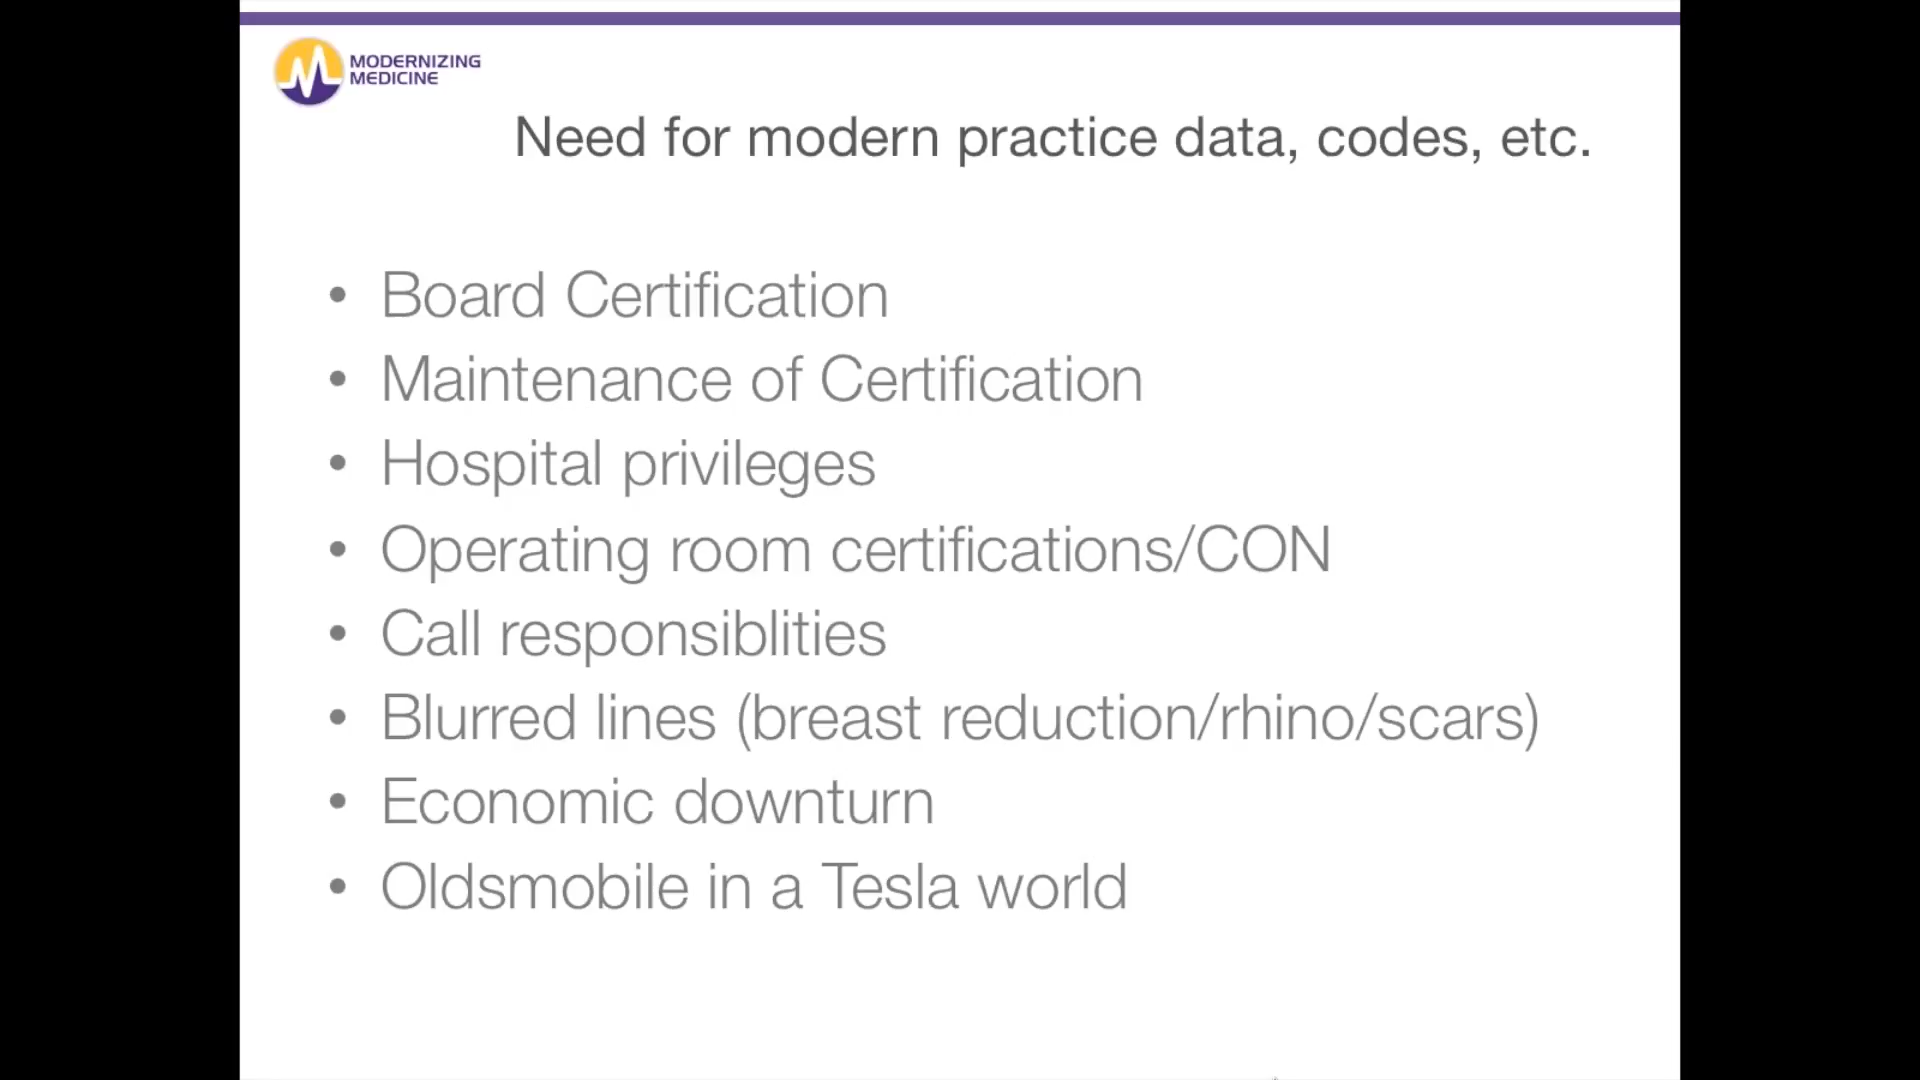 MODERNIZING
MEDICINE
Need for modern practice data, codes, etc.
• Board Certification
• Maintenance of Certification
• Hospital privileges
• Operating room certifications/CON
• Call responsiblities
• Blurred lines (breast reduction/rhino/scars)
• Economic downturn
• Oldsmobile in a Tesla world